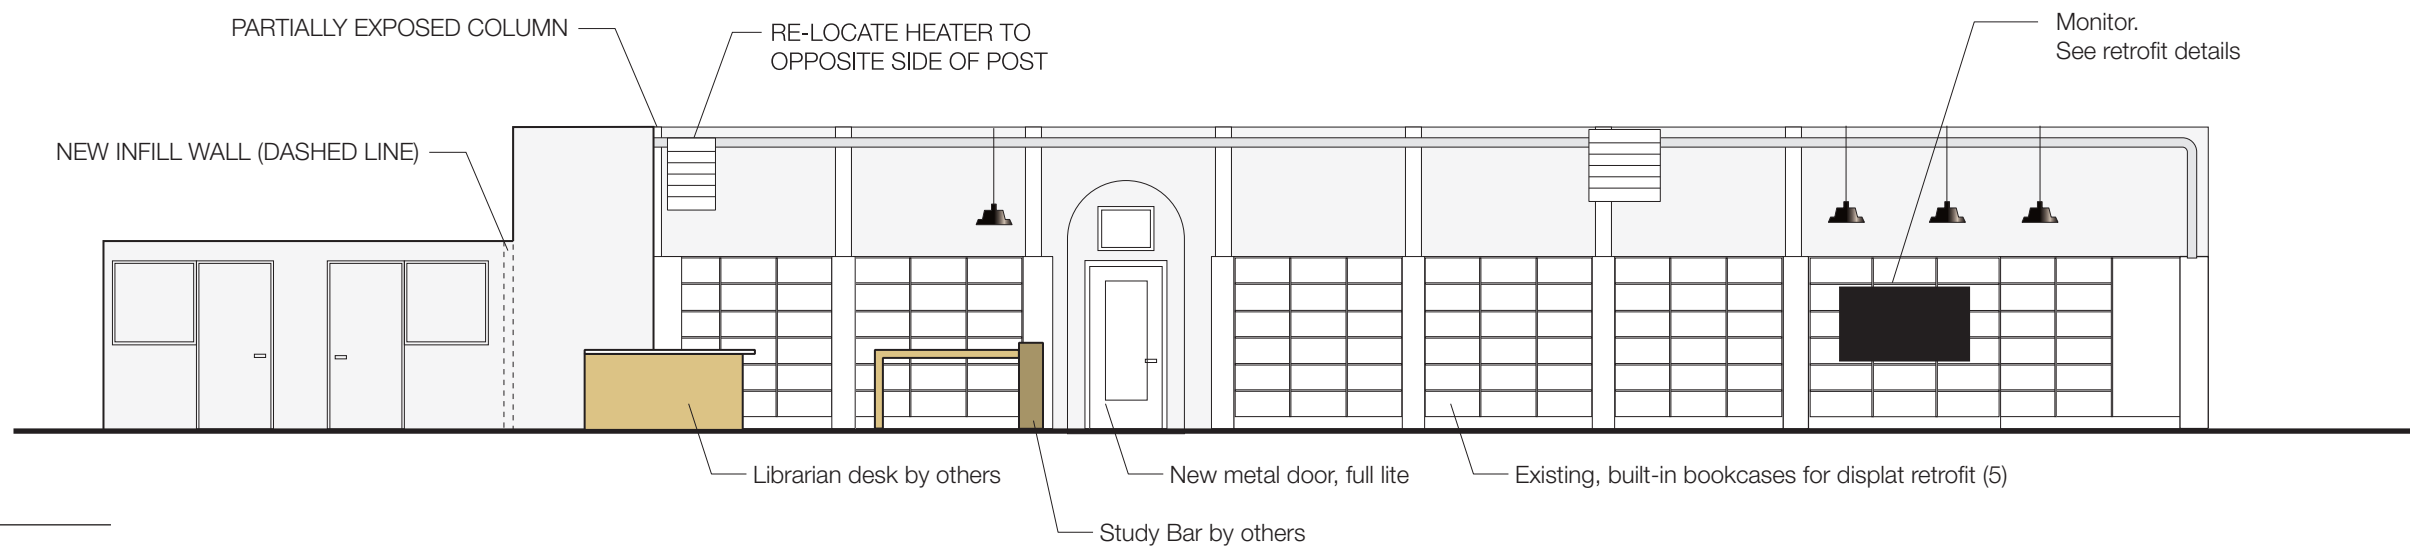 PARTIALLY EXPOSED COLUMN
RE-LOCATE HEATER TO
OPPOSITE SIDE OF POST
Monitor.
See retrofit details
NEW INFILL WALL (DASHED LINE)
Librarian desk by others
New metal door, full lite
Existing, built-in bookcases for displat retrofit (5)
Study Bar by others